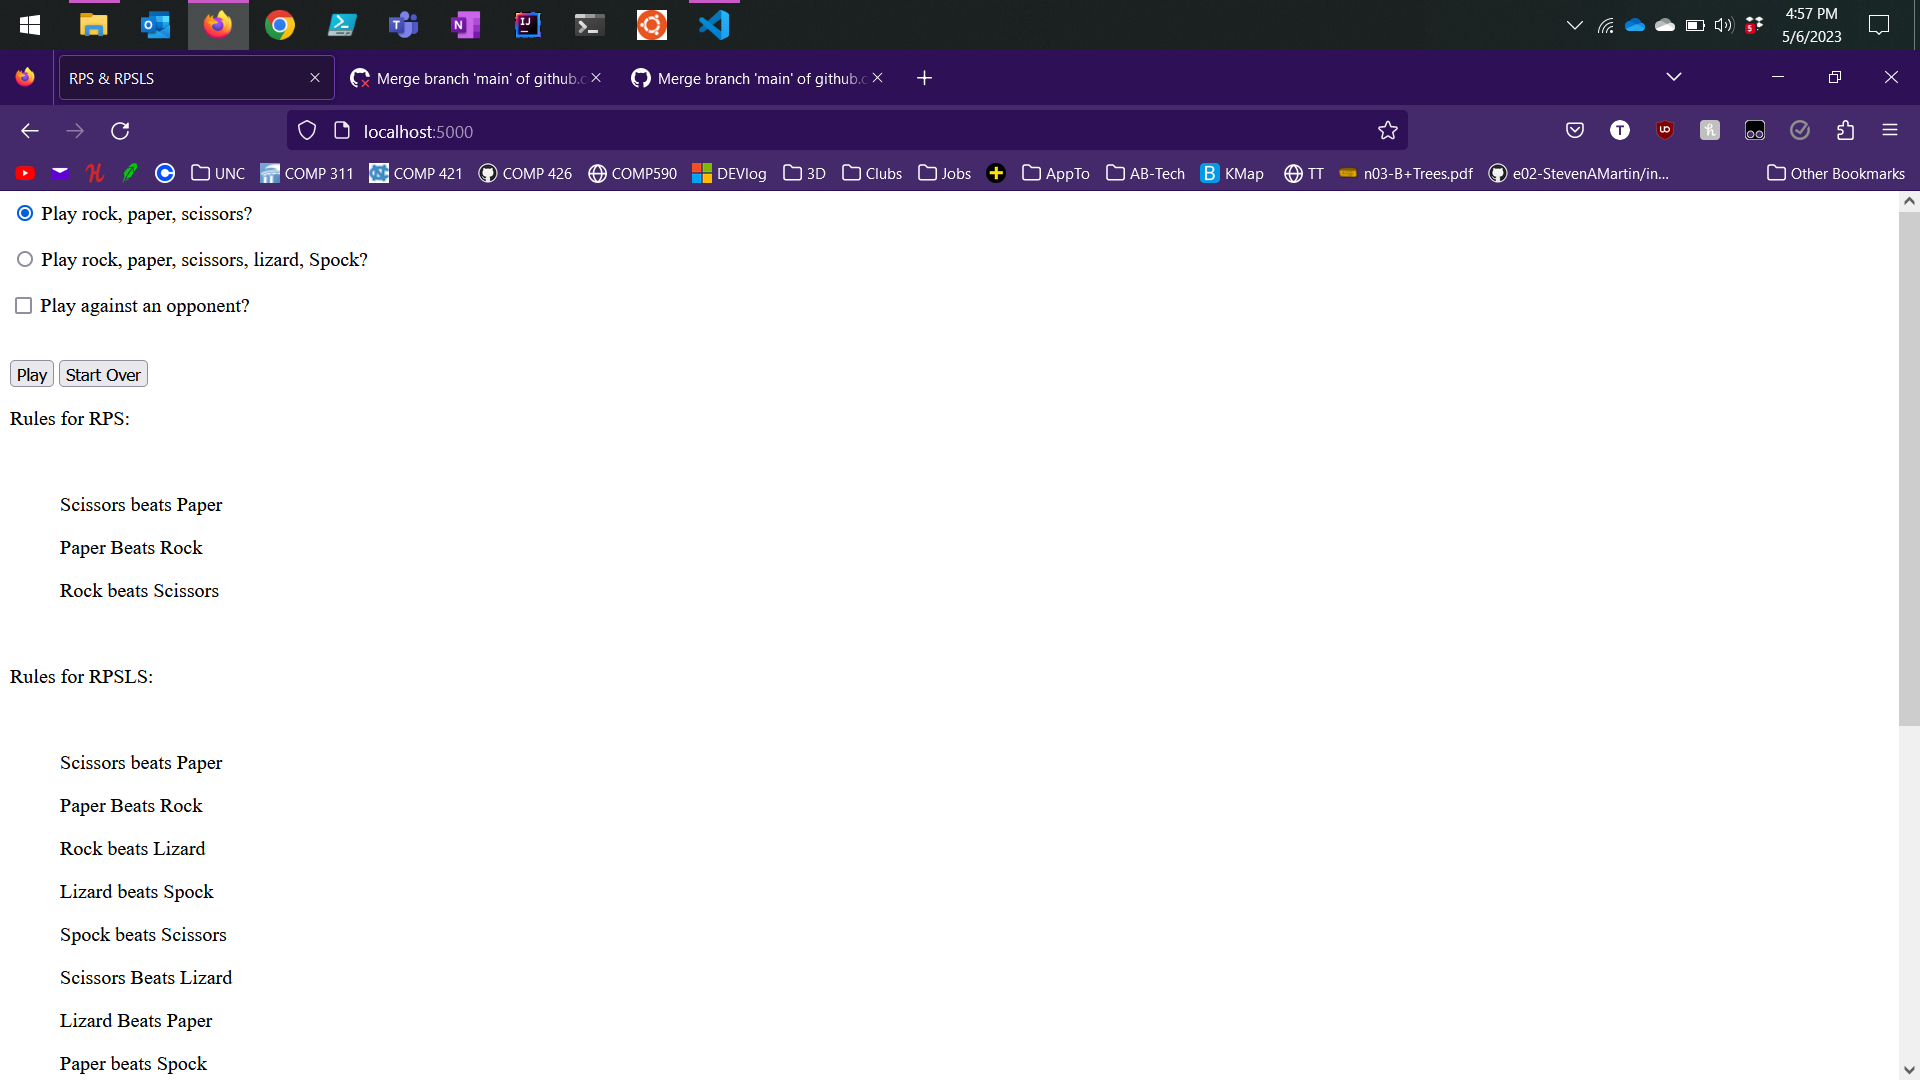 4:57 PM
5/6/2023
RPS & RPSLS
Merge branch 'main' of github.c
Merge branch 'main' of github.c
localhost:5000
UNC
COMP 311
COMP 421
COMP 426
COMP590
DEVlog
3D
Clubs
Jobs
AppTo
AB-Tech
KMap
TT
n03-B+Trees.pdf
e02-StevenAMartin/in...
Other Bookmarks
Play rock, paper, scissors?
Play rock, paper, scissors, lizard, Spock?
Play against an opponent?
Play Start Over
Rules for RPS:
Scissors beats Paper
Paper Beats Rock
Rock beats Scissors
Rules for RPSLS:
Scissors beats Paper
Paper Beats Rock
Rock beats Lizard
Lizard beats Spock
Spock beats Scissors
Scissors Beats Lizard
Lizard Beats Paper
Paper beats Spock